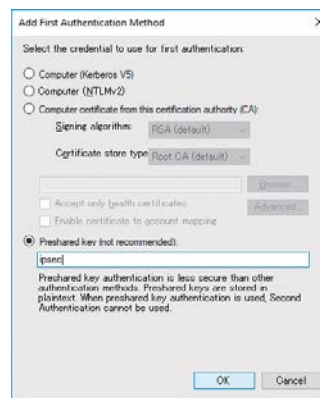 Add First Authentication Method
Select the credential to use for first authentication:
Computer (Kerberos V5)
Computer (NTLMv2)
Computer certificate from this certification authority (CA):
Signing algorithm: RSA (default)
Certificate store type Root CA (default)
Browse...
Accept only health certificates Advanced...
Enable certificate to account mapping
Preshared key (not recommended):
ipsec
Preshared key authentication is less secure than other
authentication methods. Preshared keys are stored in
plaintext. When preshared key authentication is used, Second
Authentication cannot be used.
OK Cancel